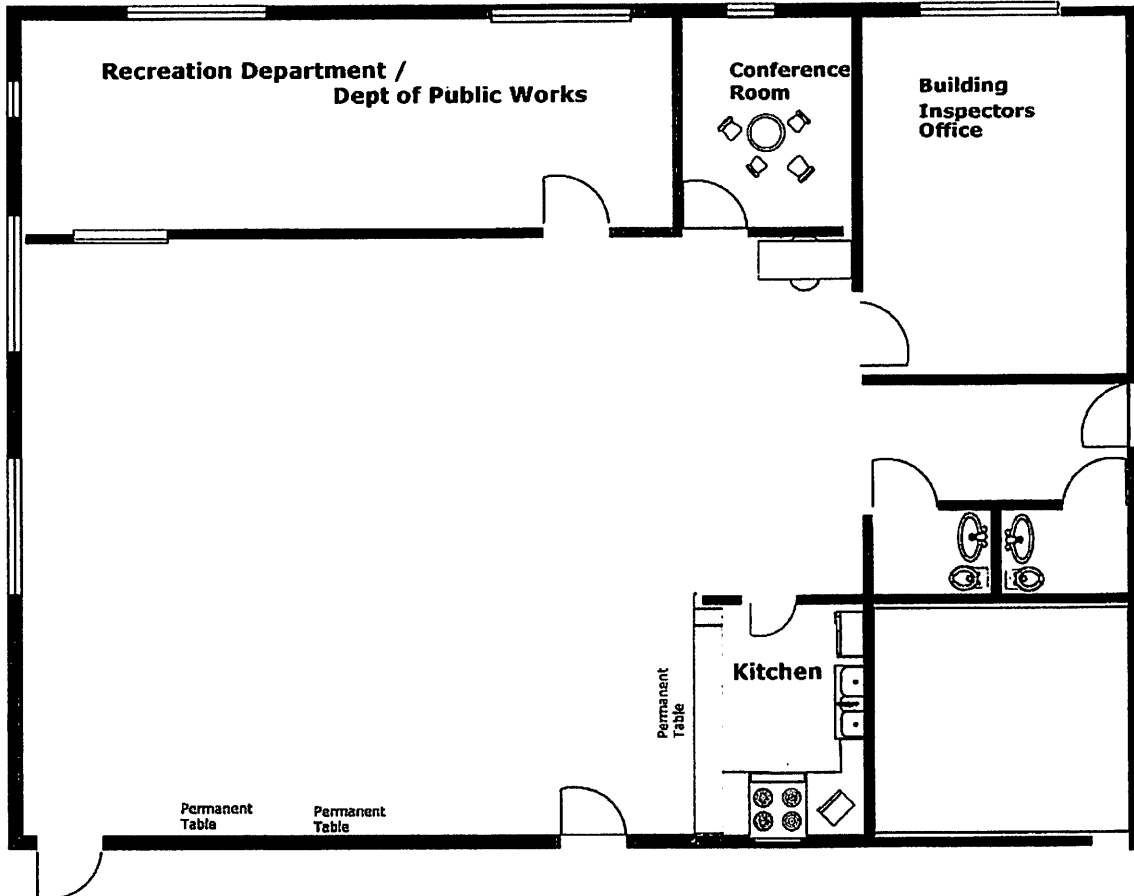 Recreation Department /
Dept of Public Works
Conference
Room
Building
Inspectors
Office
Kitchen
Permanent
Table
Permanent
Table
Permanent
Table